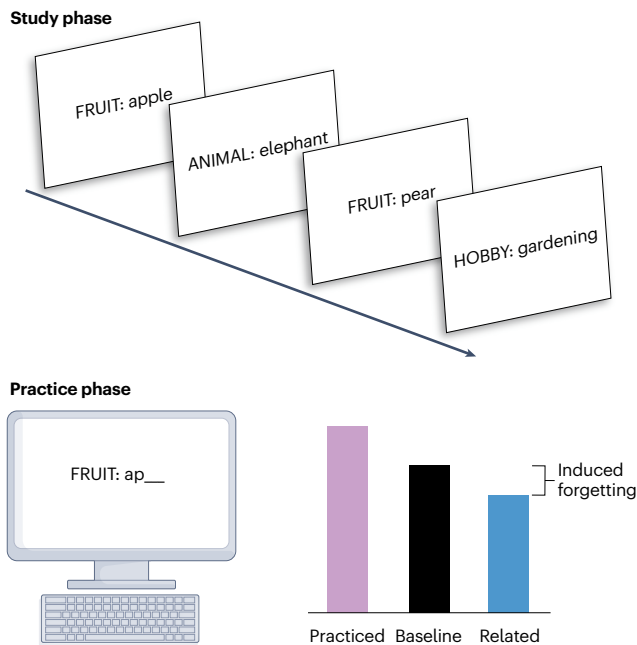 Study phase
FRUIT: apple
ANIMAL: elephant
FRUIT: pear
HOBBY: gardening
Practice phase
FRUIT: ap__
Induced
forgetting
Practiced Baseline Related